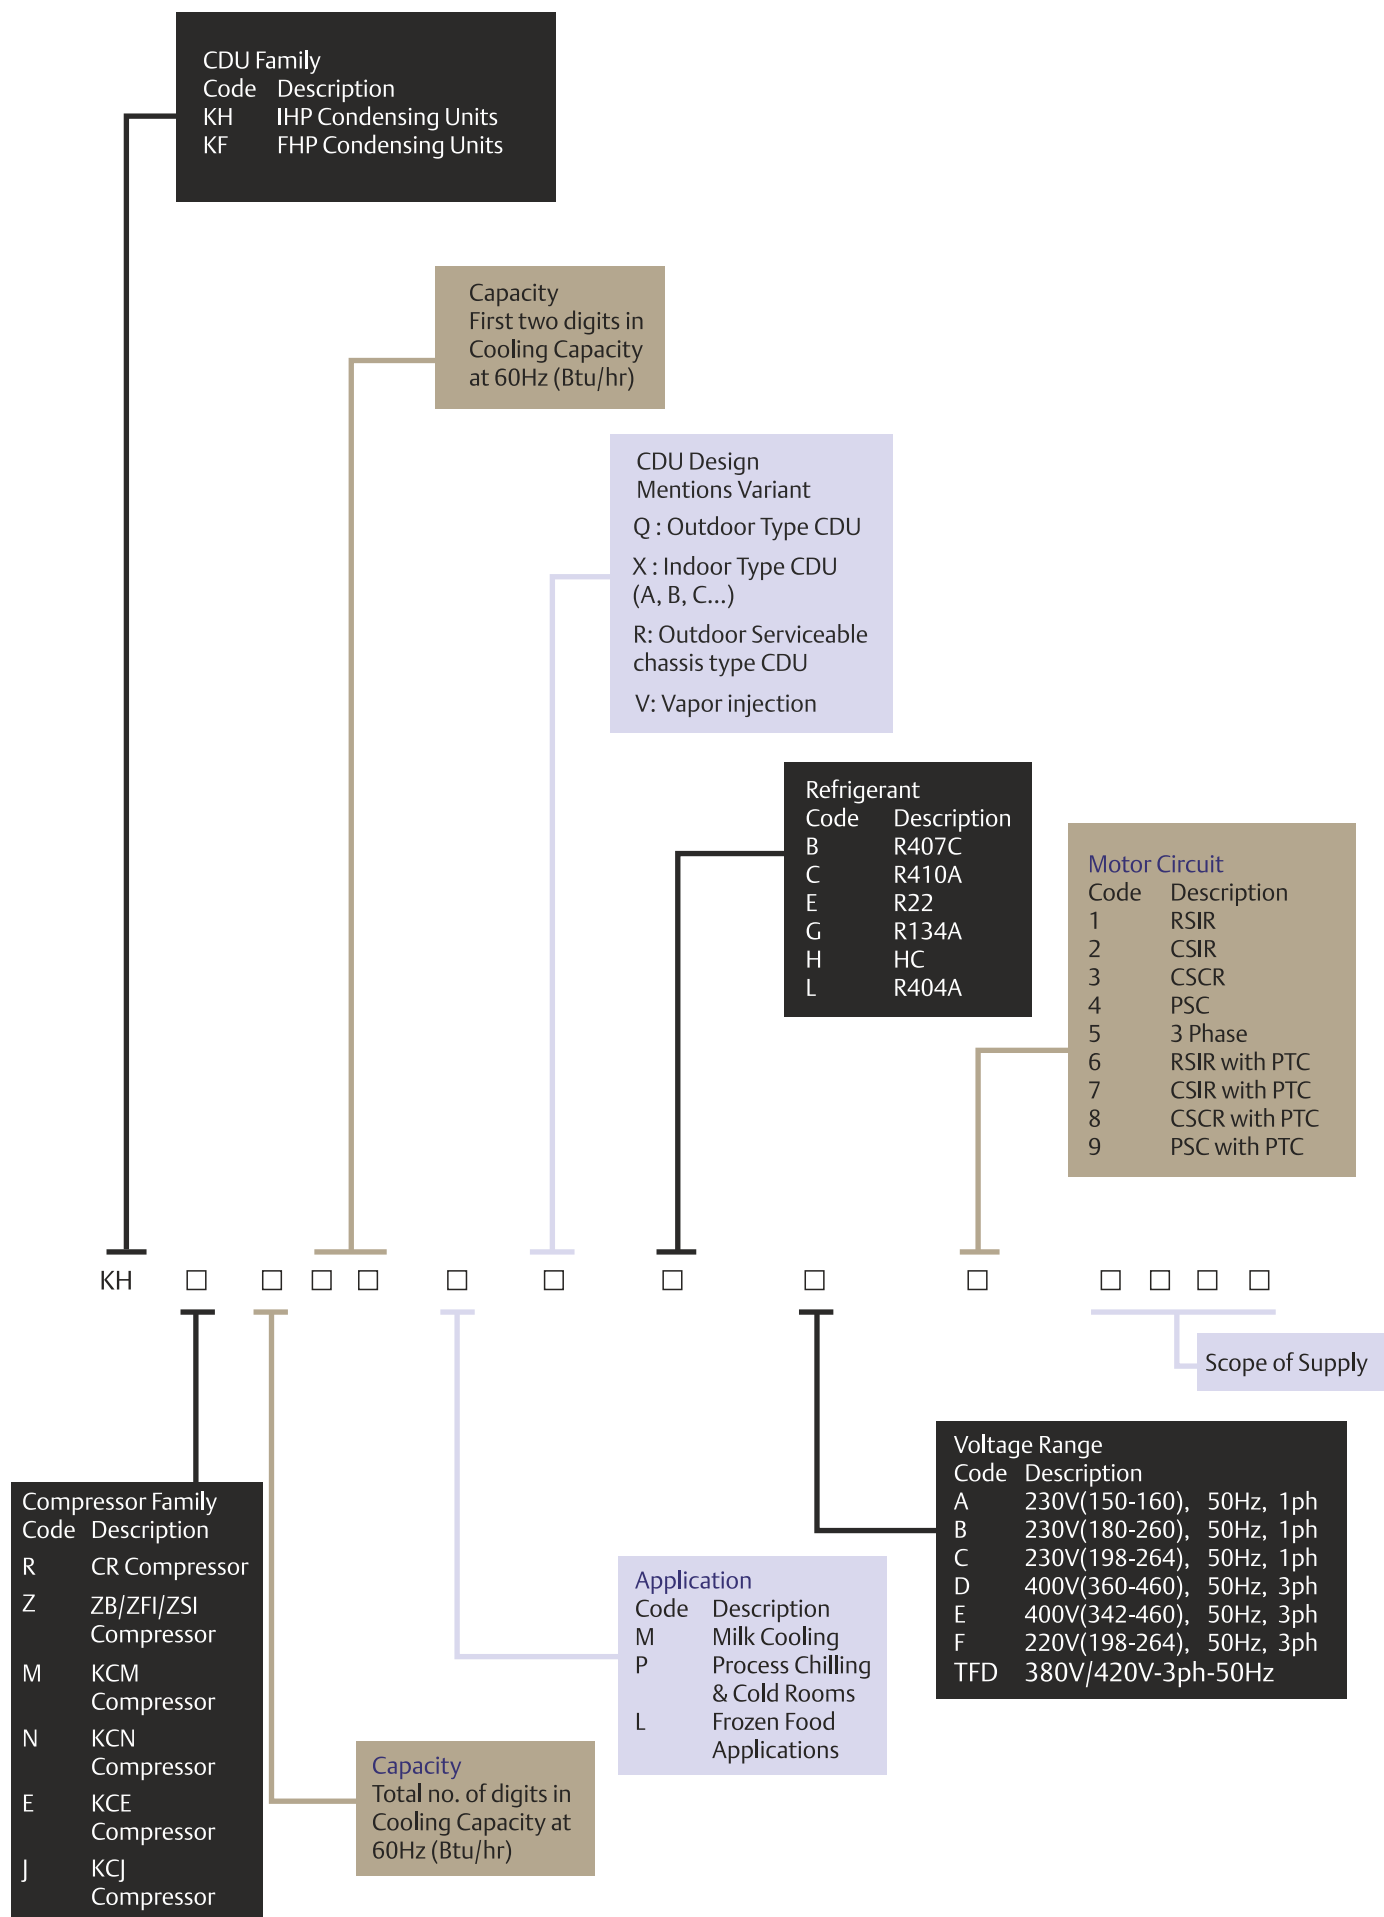 CDU Family
Code Description
KH IHP Condensing Units
KF FHP Condensing Units
Capacity
First two digits in
Cooling Capacity
at 60Hz (Btu/hr)
CDU Design
Mentions Variant
Q : Outdoor Type CDU
X : Indoor Type CDU
(A, B, C...)
R: Outdoor Serviceable
chassis type CDU
V: Vapor injection
Refrigerant
Code Description
B R407C
C R410A
E R22
G R134A
H HC
L R404A
Motor Circuit
Code Description
1 RSIR
2 CSIR
3 CSCR
4 PSC
5 3 Phase
6 RSIR with PTC
7 CSIR with PTC
8 CSCR with PTC
9 PSC with PTC
KH □ □ □ □ □ □ □ □ □ □ □ □ □
Scope of Supply
Voltage Range
Code Description
A 230V(150-160), 50Hz, 1ph
B 230V(180-260), 50Hz, 1ph
C 230V(198-264), 50Hz, 1ph
D 400V(360-460), 50Hz, 3ph
E 400V(342-460), 50Hz, 3ph
F 220V(198-264), 50Hz, 3ph
TFD 380V/420V-3ph-50Hz
Compressor Family
Code Description
R CR Compressor
Z ZB/ZFI/ZSI
Compressor
M KCM
Compressor
N KCN
Compressor
E KCE
Compressor
J KCJ
Compressor
Application
Code Description
M Milk Cooling
P Process Chilling
& Cold Rooms
L Frozen Food
Applications
Capacity
Total no. of digits in
Cooling Capacity at
60Hz (Btu/hr)